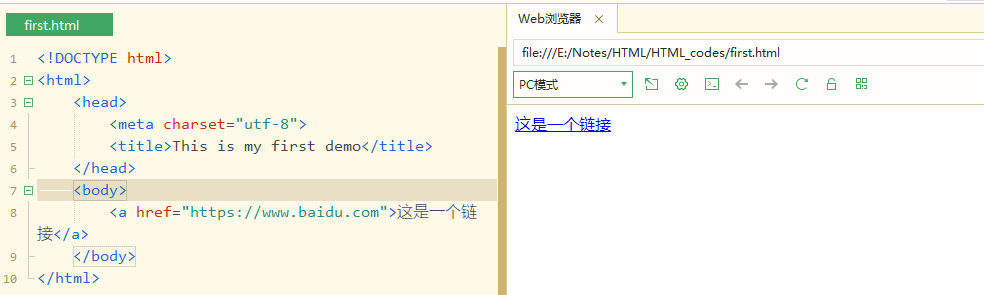 first.html
1 <!DOCTYPE html>
2 <html>
3 <head>
4 <meta charset="utf-8">
5 <title>This is my first demo</title>
6 </head>
7 <body>
8 <a href="https://www.baidu.com">这是一个链
接</a>
9 </body>
10 </html>
Web浏览器
file:///E:/Notes/HTML/HTML_codes/first.html
PC模式
这是一个链接